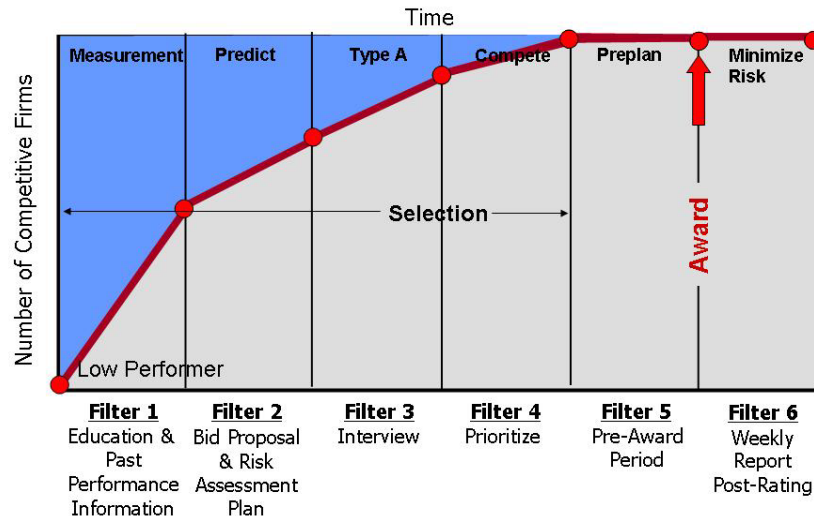 Time
Number of Competitive Firms
Measurement
Predict
Type A
Compete
Preplan
Minimize
Risk
Selection
Award
Low Performer
Filter 1
Education &
Past
Performance
Information
Filter 2
Bid Proposal
& Risk
Assessment
Plan
Filter 3
Interview
Filter 4
Prioritize
Filter 5
Pre-Award
Period
Filter 6
Weekly
Report
Post-Rating